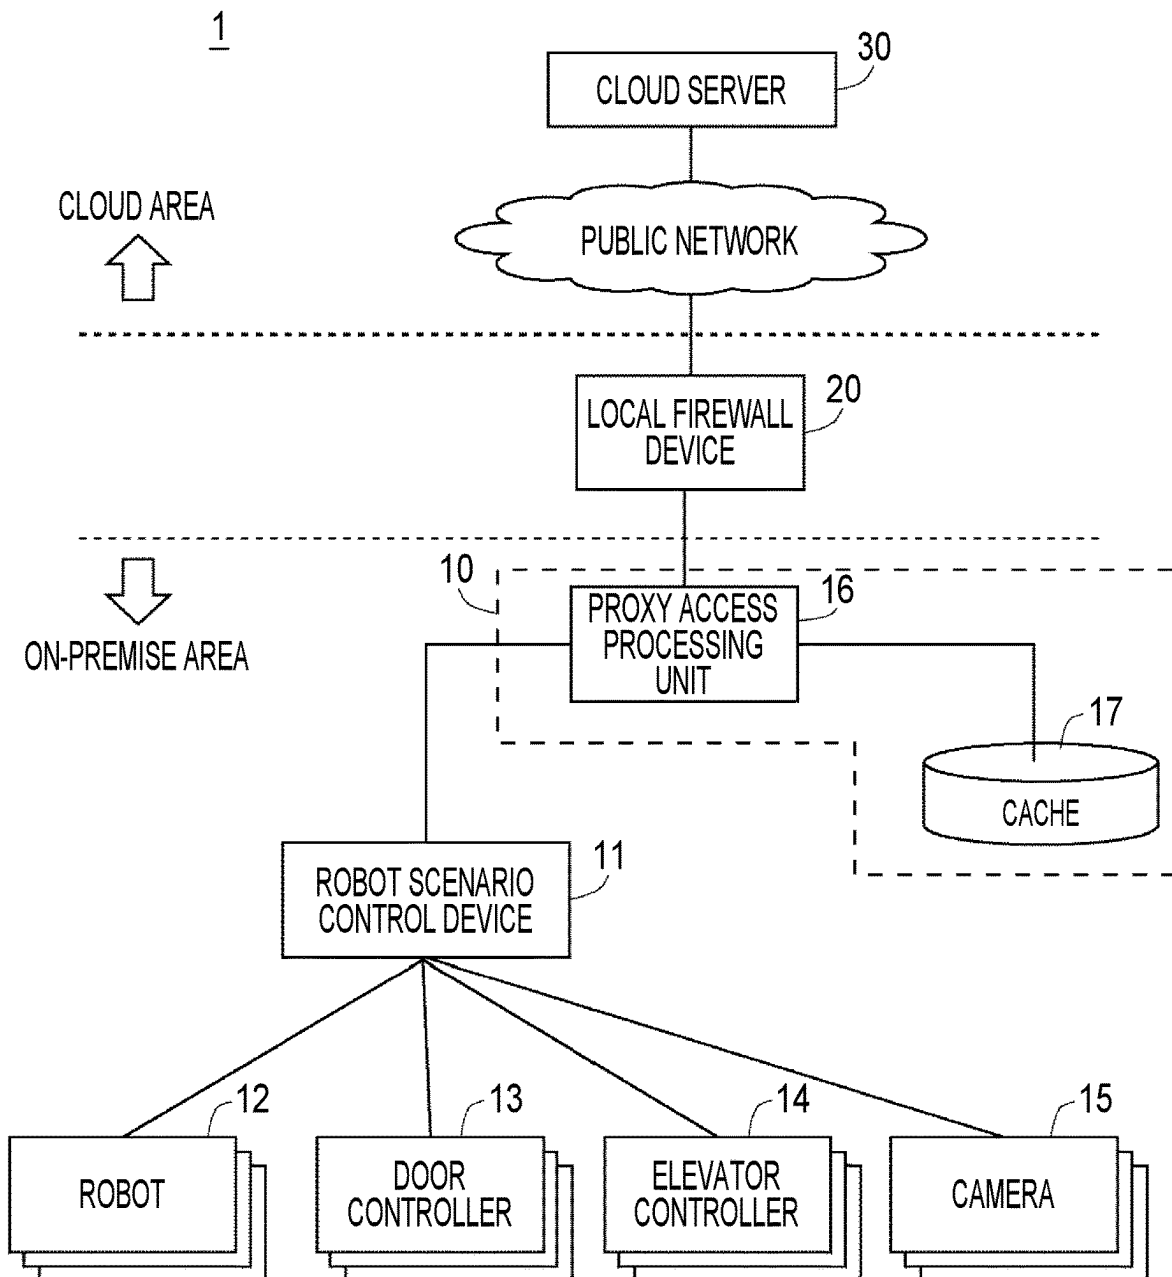 1
30
CLOUD SERVER
CLOUD AREA
PUBLIC NETWORK
20
LOCAL FIREWALL
DEVICE
10
16
PROXY ACCESS
PROCESSING
UNIT
ON-PREMISE AREA
17
CACHE
11
ROBOT SCENARIO
CONTROL DEVICE
12
13
14
15
ROBOT
DOOR
CONTROLLER
ELEVATOR
CONTROLLER
CAMERA